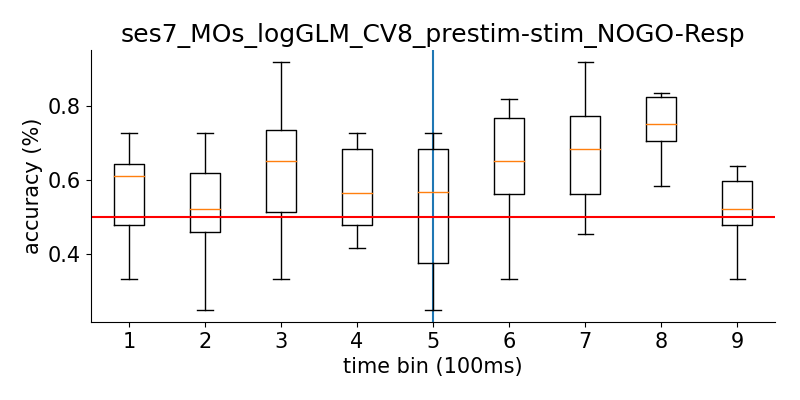 ses7_MOs_logGLM_CV8_prestim-stim_NOGO-Resp
accuracy (%)
0.8
0.6
0.4
1 2 3 4 5 6 7 8 9
time bin (100ms)